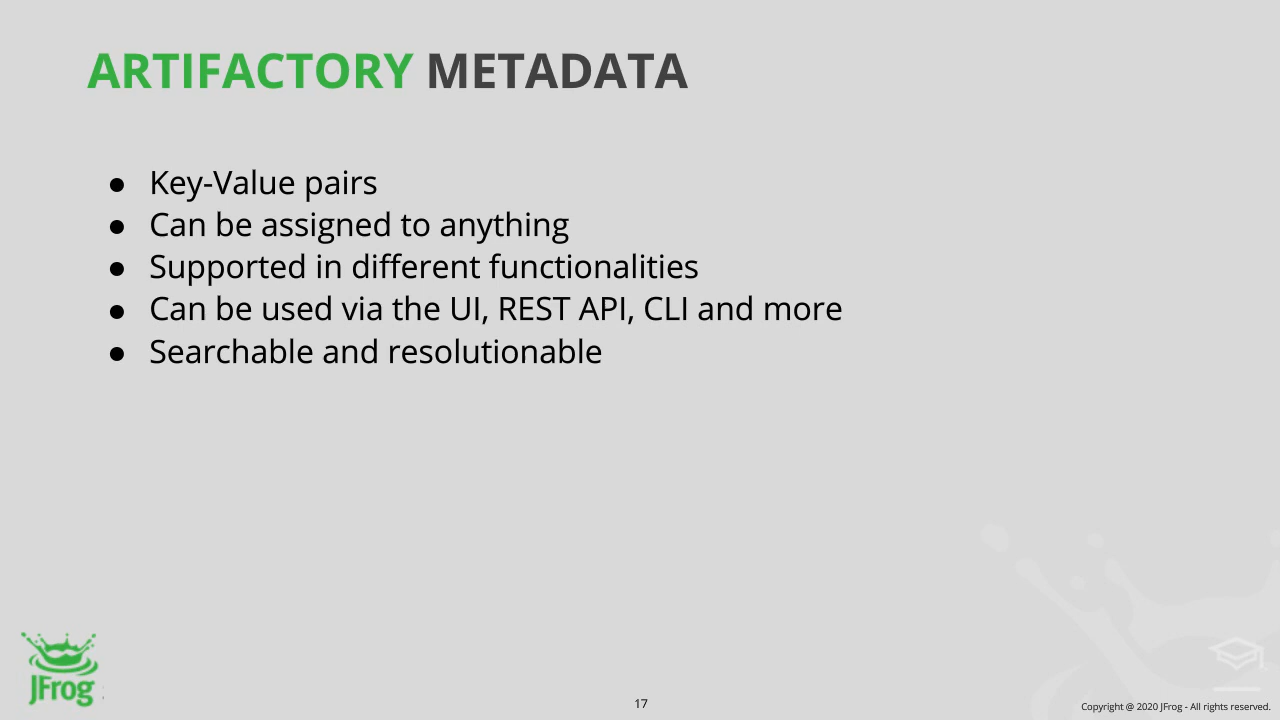 ARTIFACTORY METADATA
● Key-Value pairs
● Can be assigned to anything
● Supported in different functionalities
● Can be used via the UI, REST API, CLI and more
● Searchable and resolutionable
JFrog
17
Copyright @ 2020 JFrog - All rights reserved.